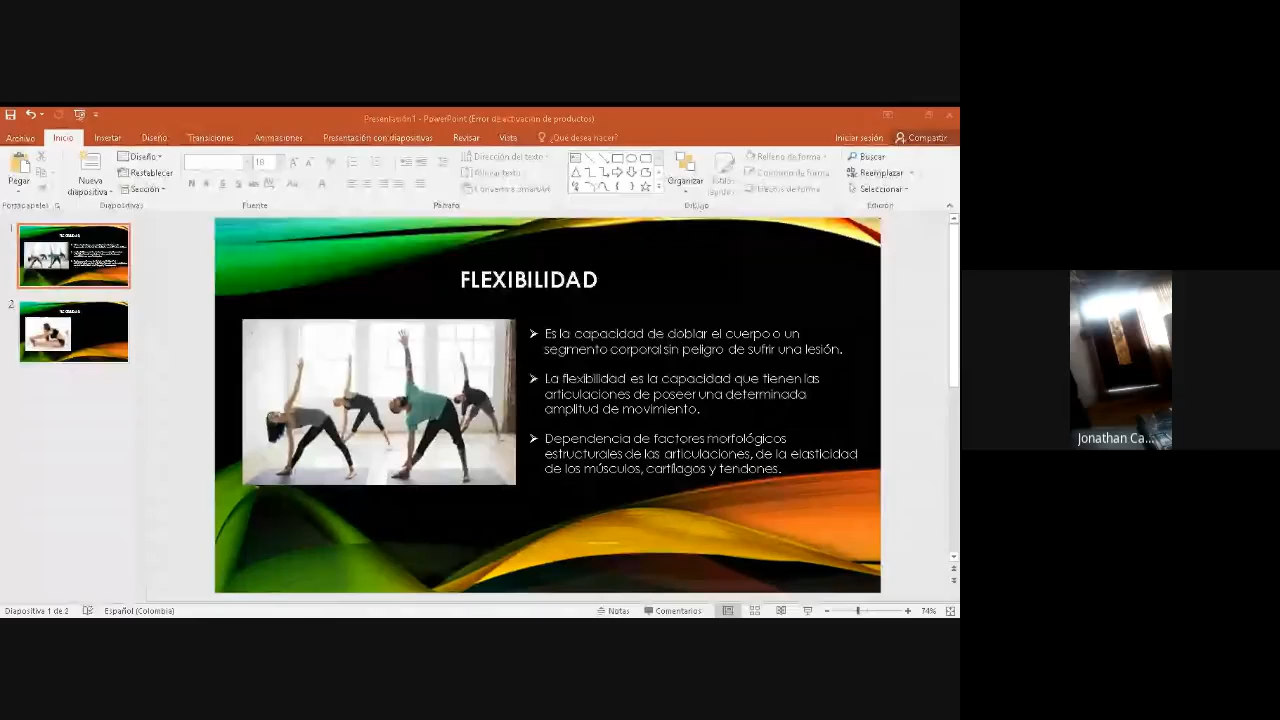 Presentación1 - PowerPoint (Error de activación de productos)
Archivo Inicio Insertar Diseño Transiciones Animaciones Presentación con diapositivas Revisar Vista ¿Qué desea hacer? Iniciar sesión Compartir
Pegar
Nueva
diapositiva
Diseño
Restablecer
Sección
10
N
Aa
A
Dirección del texto
Alinear texto
Convertir a SmartArt
Organizar
Estilos
rápidos
Relleno de forma
Contorno de forma
Efectos de forma
Buscar
Reemplazar
Seleccionar
Portapapeles Diapositivas Fuente Párrafo Dibujo Edición
1
2
FLEXIBILIDAD
Es la capacidad de doblar el cuerpo o un
segmento corporal sin peligro de sufrir una lesión.
La flexibilidad es la capacidad que tienen las
articulaciones de poseer una determinada
amplitud de movimiento.
Dependencia de factores morfológicos
estructurales de las articulaciones, de la elasticidad
de los músculos, cartílagos y tendones.
Diapositiva 1 de 2 Español (Colombia) Notas Comentarios 74%
Jonathan Ca...